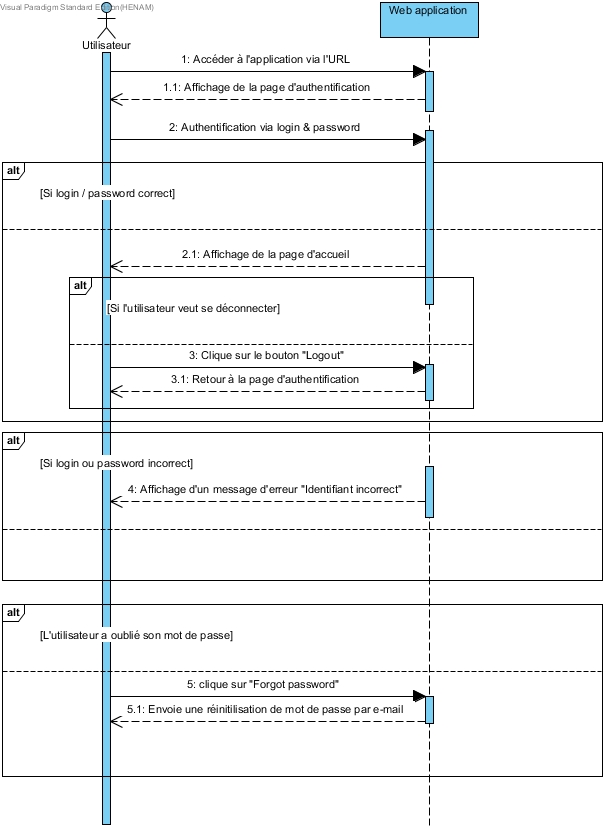 Visual Paradigm Standard Edition(HENAM)
Web application
Utilisateur
1: Accéder à l'application via l'URL
1.1: Affichage de la page d'authentification
2: Authentification via login & password
alt
[Si login / password correct]
2.1: Affichage de la page d'accueil
alt
[Si l'utilisateur veut se déconnecter]
3: Clique sur le bouton "Logout"
3.1: Retour à la page d'authentification
alt
[Si login ou password incorrect]
4: Affichage d'un message d'erreur "Identifiant incorrect"
alt
[L'utilisateur a oublié son mot de passe]
5: clique sur "Forgot password"
5.1: Envoie une réinitilisation de mot de passe par e-mail